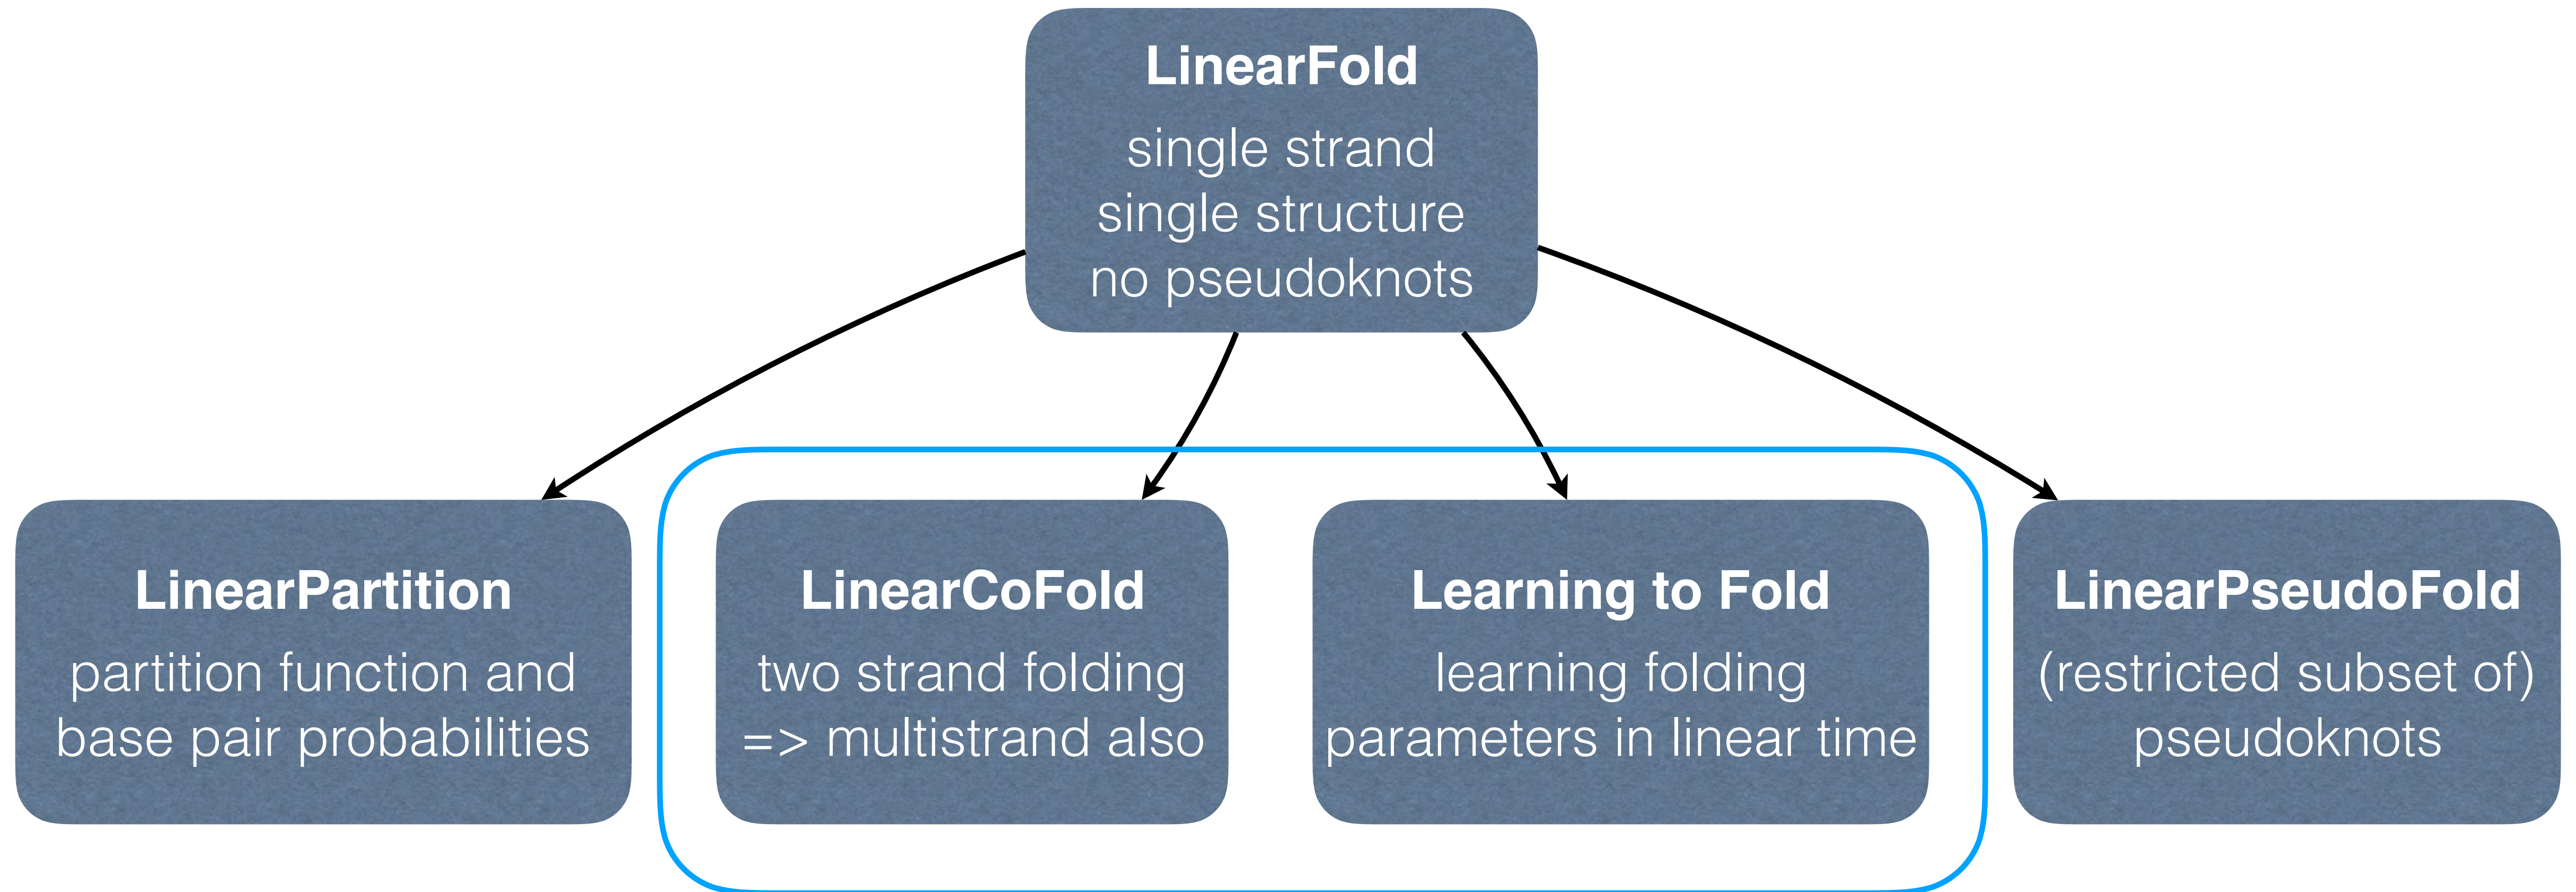 LinearFold
single strand
single structure
no pseudoknots
LinearPartition
partition function and
base pair probabilities
LinearCoFold
two strand folding
=> multistrand also
Learning to Fold
learning folding
parameters in linear time
LinearPseudoFold
(restricted subset of)
pseudoknots